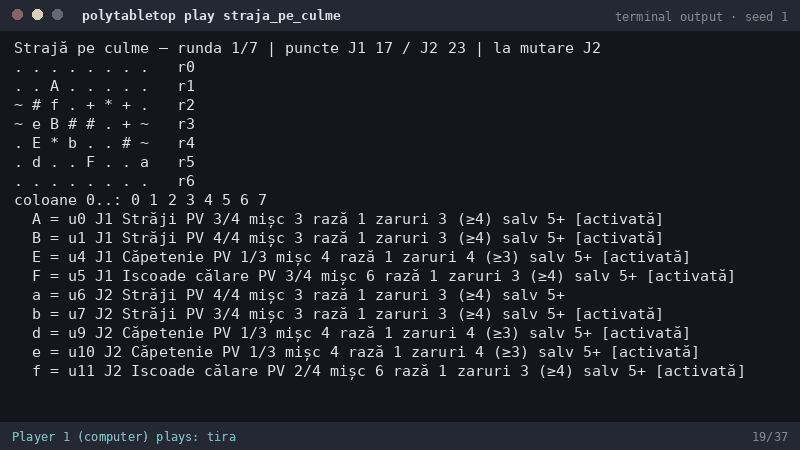 polytabletop play straja_pe_culme
terminal output · seed 1
Strajă pe culme — runda 1/7 | puncte J1 17 / J2 23 | la mutare J2
. . . . . . . .   r0
. . A . . . . .   r1
~ # f . + * + .   r2
~ e B # # . + ~   r3
. E * b . . # ~   r4
. d . . F . . a   r5
. . . . . . . .   r6
coloane 0..: 0 1 2 3 4 5 6 7
A = u0 J1 Străji PV 3/4 mișc 3 rază 1 zaruri 3 (≥4) salv 5+ [activată]
B = u1 J1 Străji PV 4/4 mișc 3 rază 1 zaruri 3 (≥4) salv 5+ [activată]
E = u4 J1 Căpetenie PV 1/3 mișc 4 rază 1 zaruri 4 (≥3) salv 5+ [activată]
F = u5 J1 Iscoade călare PV 3/4 mișc 6 rază 1 zaruri 3 (≥4) salv 5+ [activată]
a = u6 J2 Străji PV 4/4 mișc 3 rază 1 zaruri 3 (≥4) salv 5+
b = u7 J2 Străji PV 3/4 mișc 3 rază 1 zaruri 3 (≥4) salv 5+ [activată]
d = u9 J2 Căpetenie PV 1/3 mișc 4 rază 1 zaruri 4 (≥3) salv 5+ [activată]
e = u10 J2 Căpetenie PV 1/3 mișc 4 rază 1 zaruri 4 (≥3) salv 5+ [activată]
f = u11 J2 Iscoade călare PV 2/4 mișc 6 rază 1 zaruri 3 (≥4) salv 5+ [activată]
Player 1 (computer) plays: tira
19/37